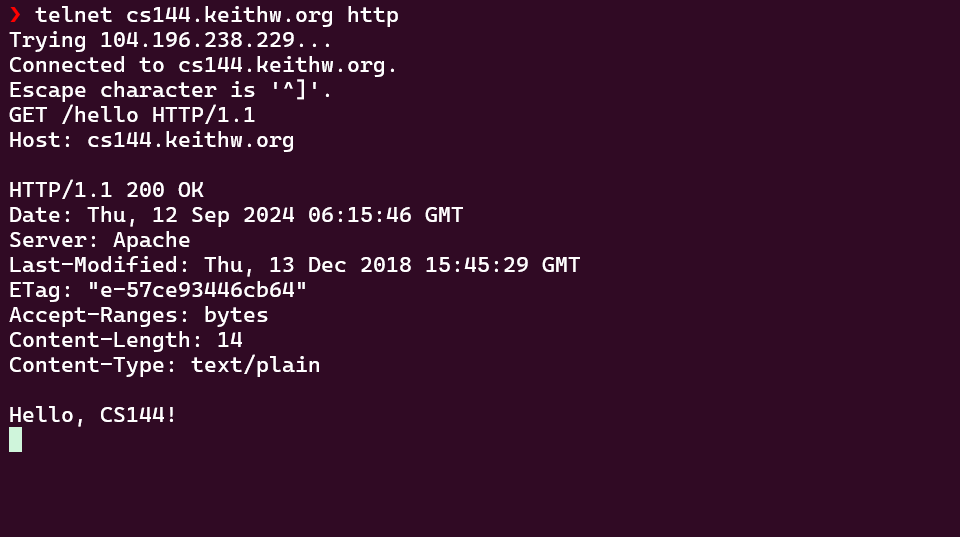 ❯ telnet cs144.keithw.org http
Trying 104.196.238.229...
Connected to cs144.keithw.org.
Escape character is '^]'.
GET /hello HTTP/1.1
Host: cs144.keithw.org

HTTP/1.1 200 OK
Date: Thu, 12 Sep 2024 06:15:46 GMT
Server: Apache
Last-Modified: Thu, 13 Dec 2018 15:45:29 GMT
ETag: "e-57ce93446cb64"
Accept-Ranges: bytes
Content-Length: 14
Content-Type: text/plain

Hello, CS144!